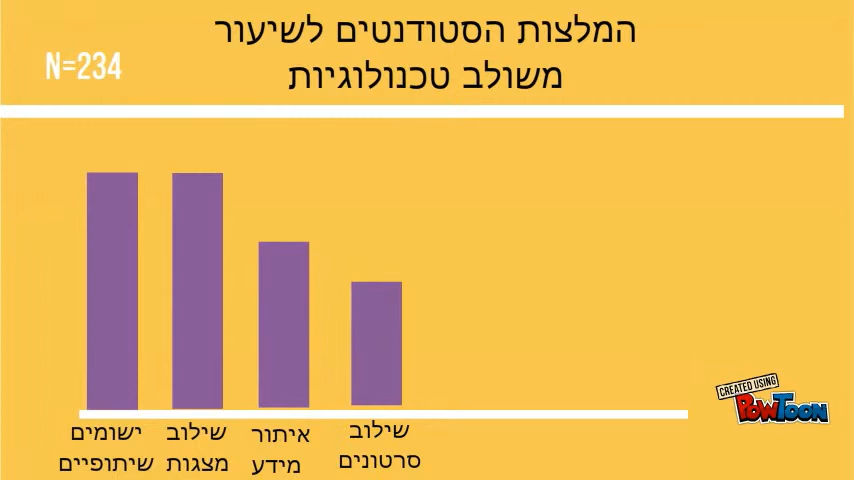 המלצות הסטודנטים לשיעור
משולב טכנולוגיות
N=234
ישומים
שיתופיים
שילוב
מצגות
איתור
מידע
שילוב
סרטונים
CREATED USING
POWTOON